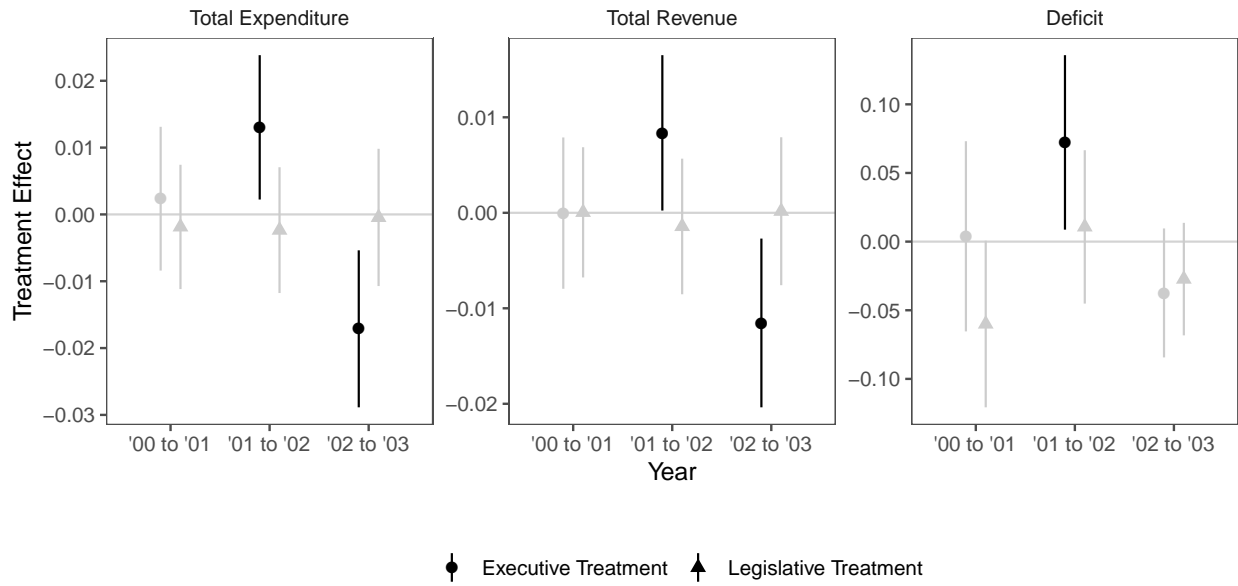 Total Expenditure
Total Revenue
Deficit
Treatment Effect
0.02
0.01
0.00
−0.01
−0.02
−0.03
0.01
0.00
−0.01
−0.02
0.10
0.05
0.00
−0.05
−0.10
'00 to '01 '01 to '02 '02 to '03
'00 to '01 '01 to '02 '02 to '03
'00 to '01 '01 to '02 '02 to '03
Year
Executive Treatment Legislative Treatment